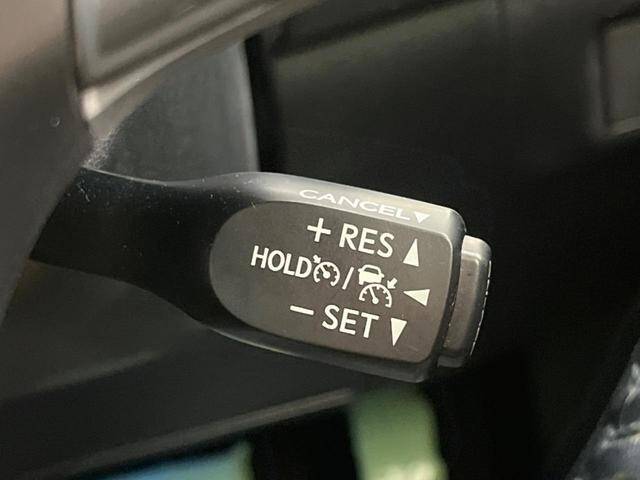 CANCEL▼
+ RES ▲
HOLD / ◀
− SET ▼